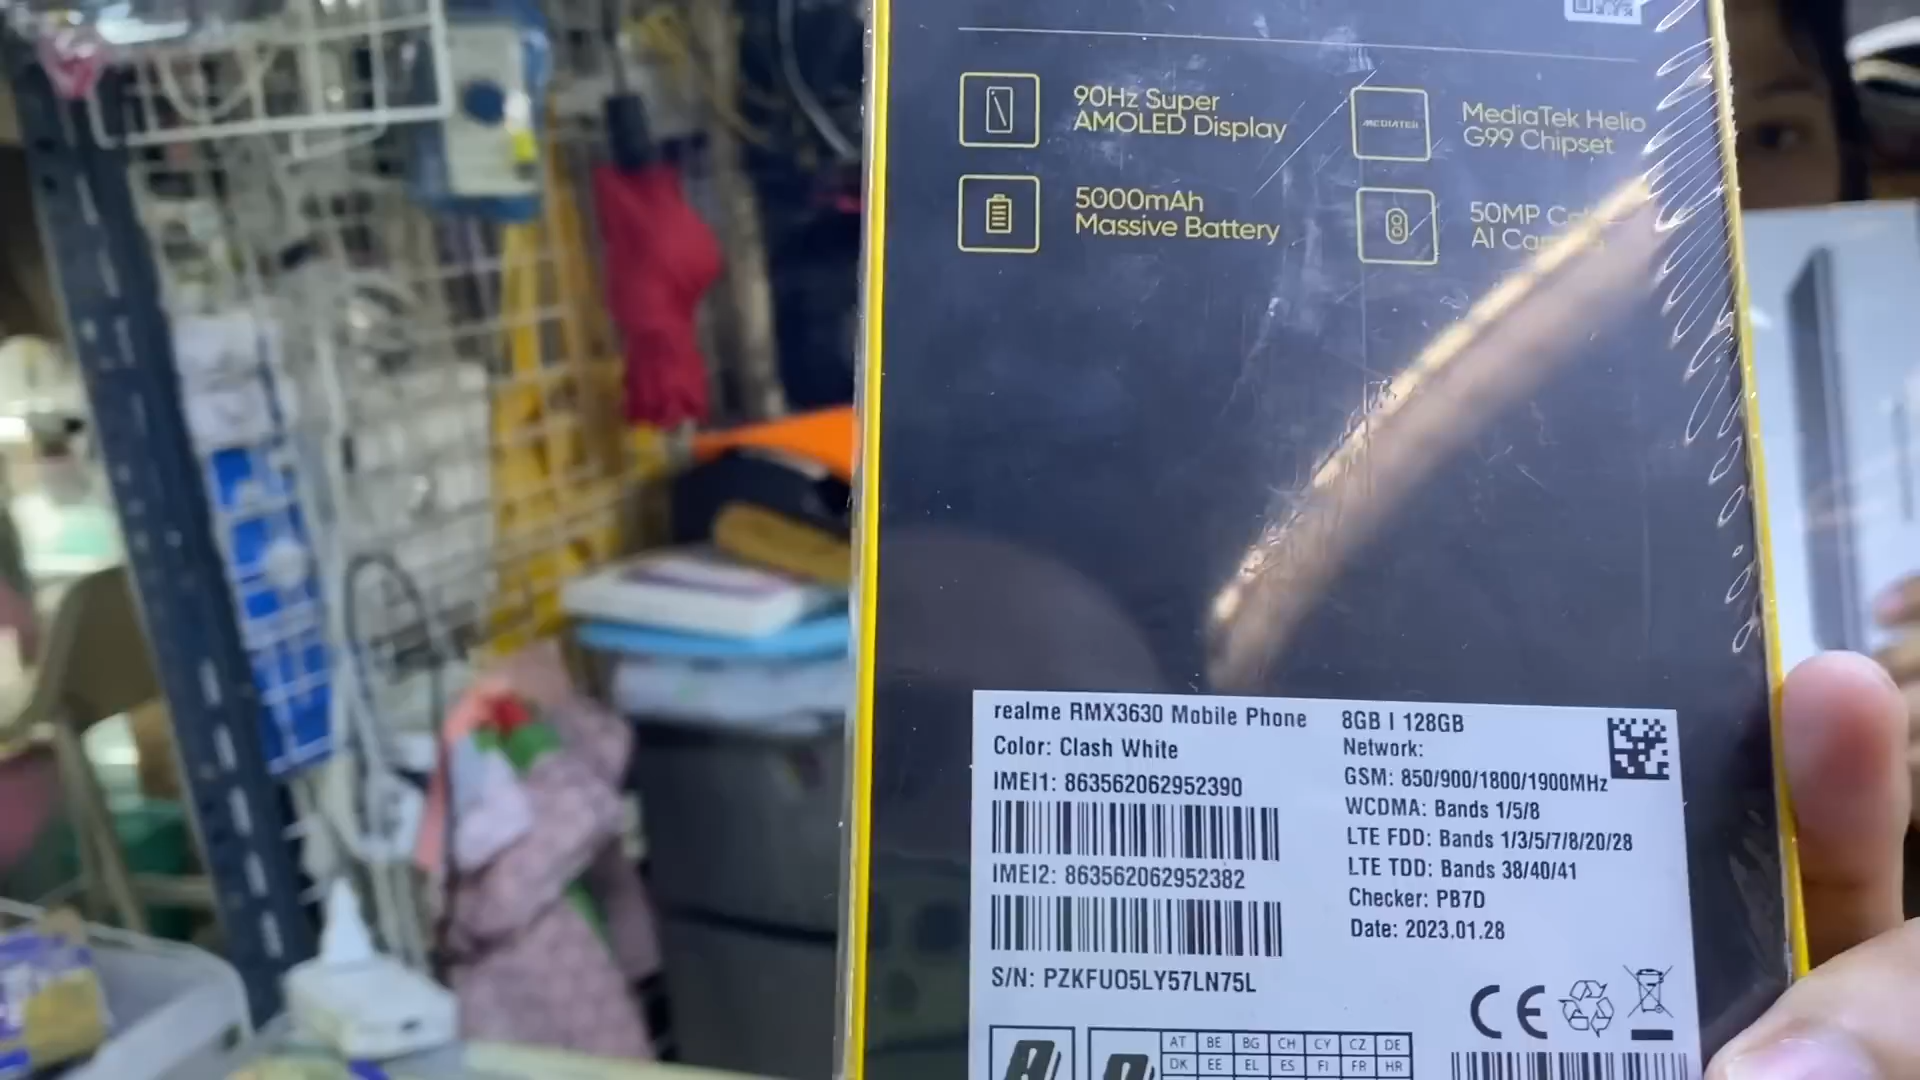 90Hz Super
AMOLED Display
MEDIATEK
MediaTek Helio
G99 Chipset
5000mAh
Massive Battery
50MP
AI
realme RMX3630 Mobile Phone
Color: Clash White
IMEI1: 863562062952390
IMEI2: 863562062952382
S/N: PZKFU05LY57LN75L
8GB | 128GB
Network:
GSM: 850/900/1800/1900MHz
WCDMA: Bands 1/5/8
LTE FDD: Bands 1/3/5/7/8/20/28
LTE TDD: Bands 38/40/41
Checker: PB7D
Date: 2023.01.28
CE
AT BE BG CH CY CZ DE
DK EE EL ES FI FR HR